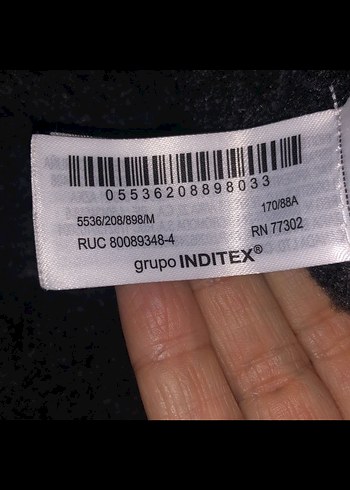 05536208898033
5536/208/898/M
170/88A
RUC 80089348-4
RN 77302
grupo INDITEX®